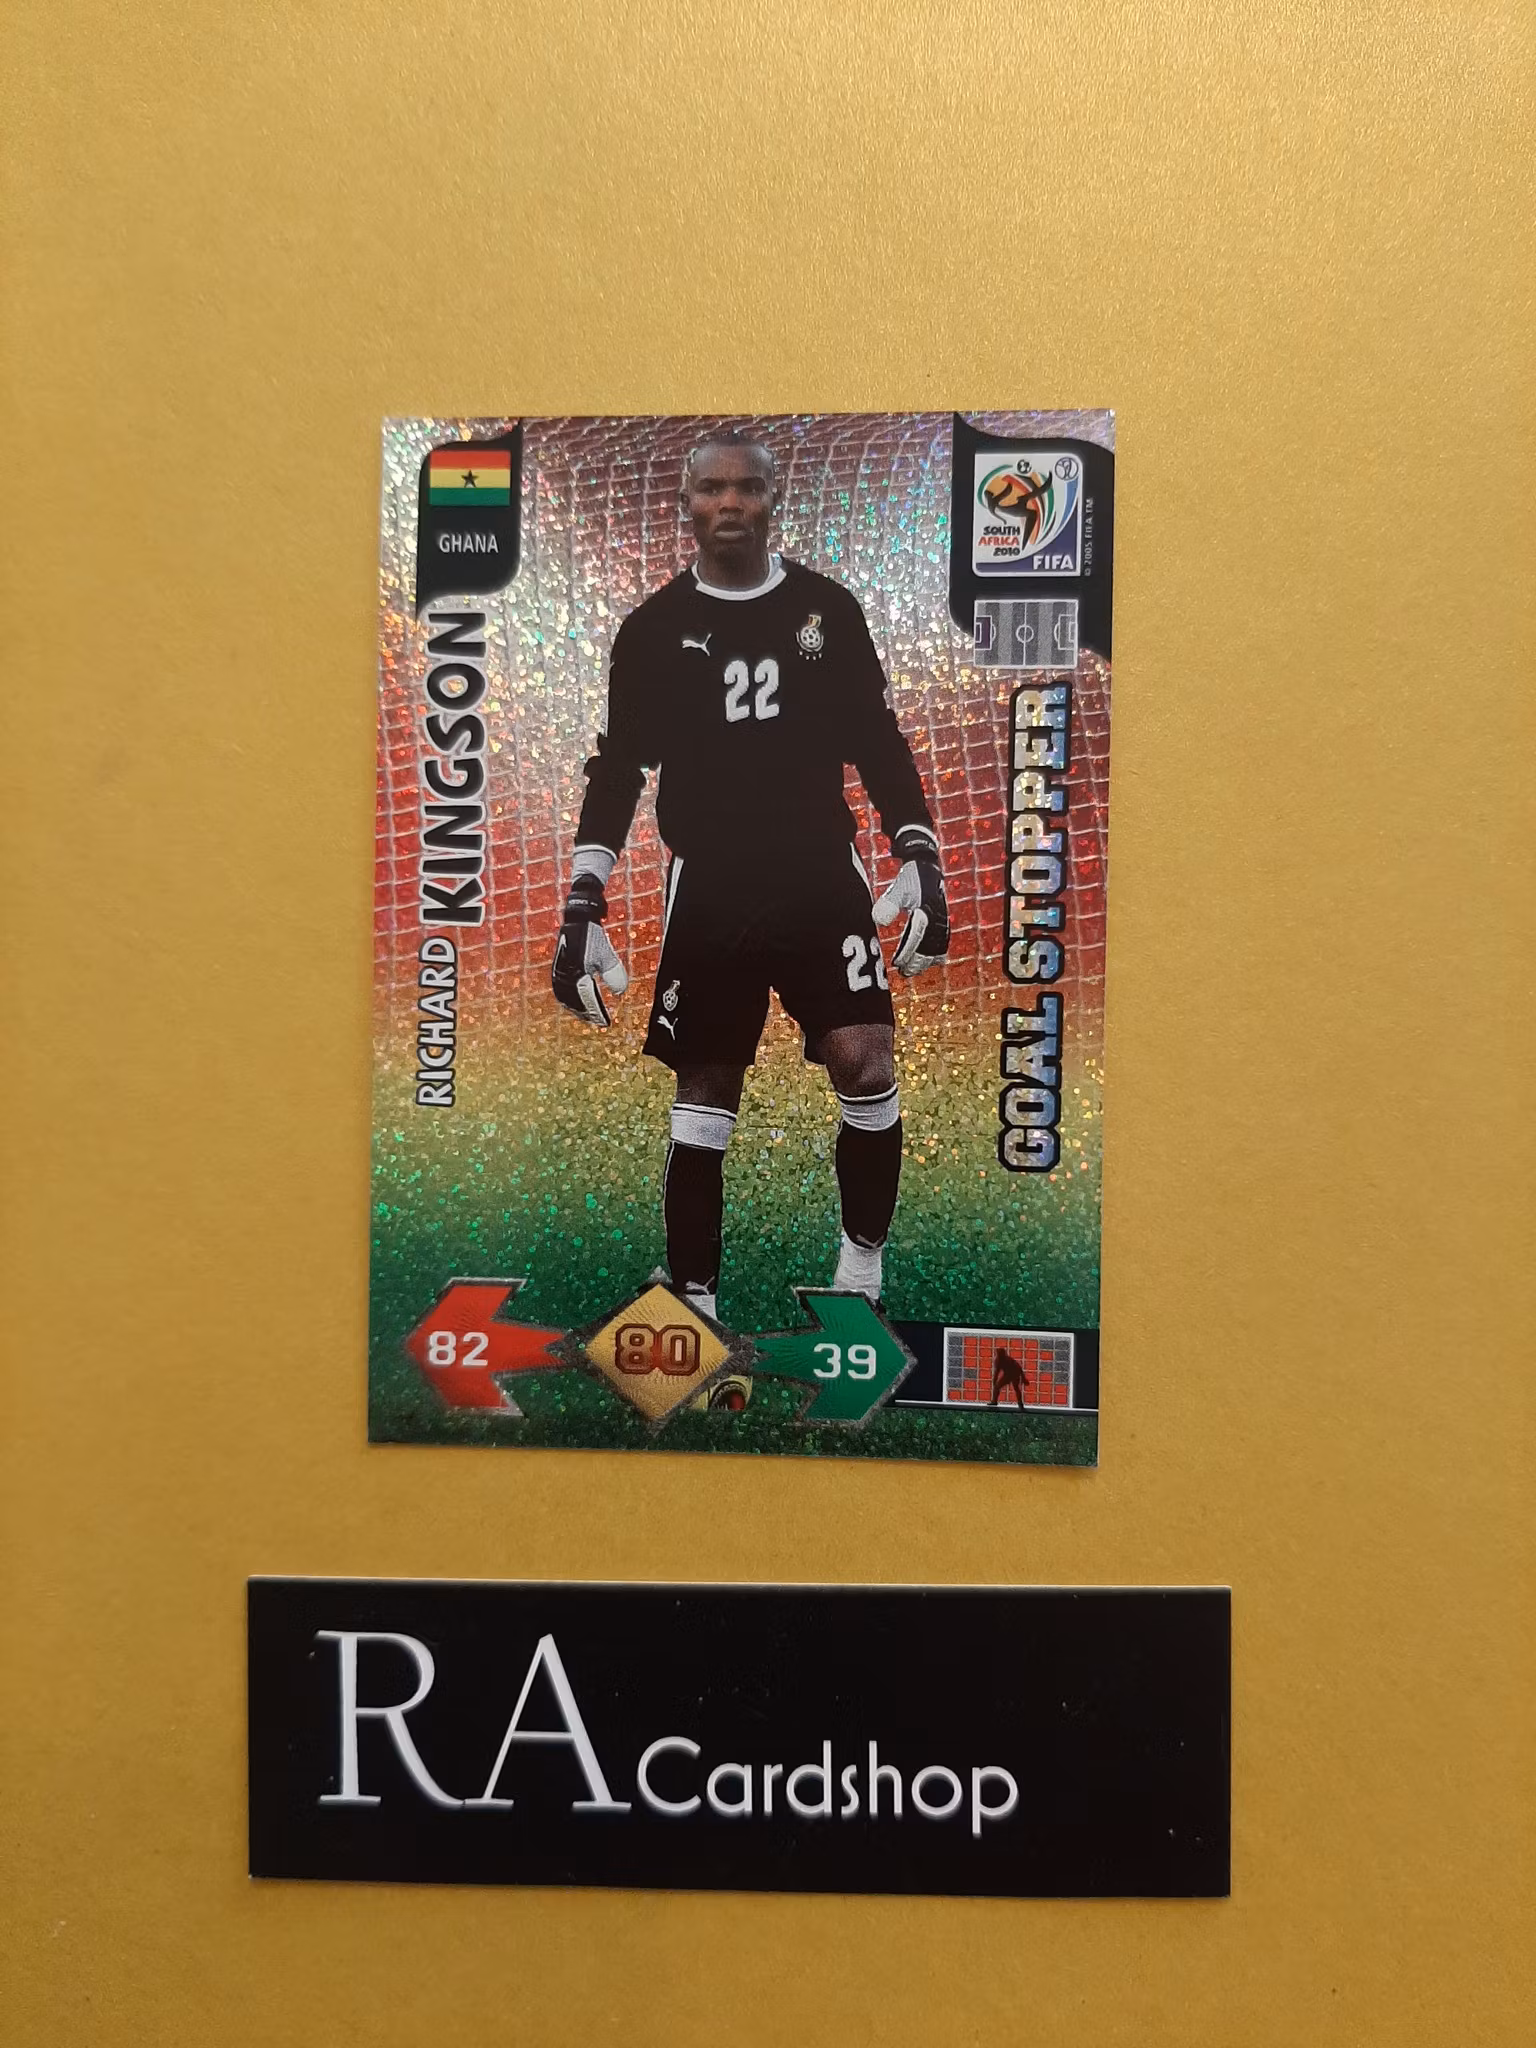 GHANA
RICHARD KINGSON
22
22
SOUTH
AFRICA
2010
FIFA
© 2005 FIFA TM
GOAL STOPPER
82
80
39
RA Cardshop